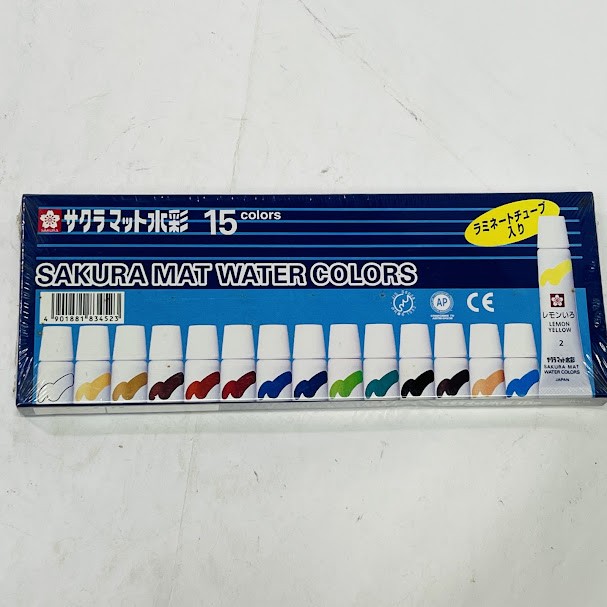 サクラマット水彩 15 colors
SAKURA
ラミネートチューブ
入り
SAKURA MAT WATER COLORS
4 901881 834523
AP
CE
レモンいろ
LEMON
YELLOW
2
サクラマット水彩
SAKURA MAT
WATER COLORS
JAPAN